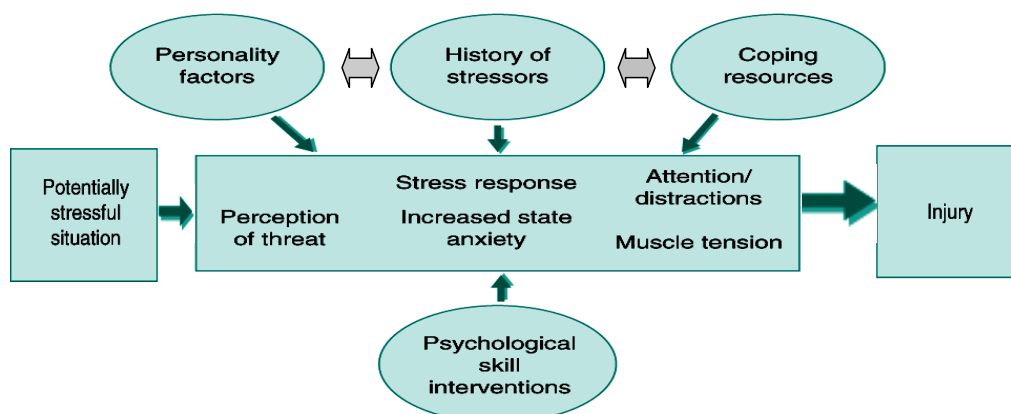 Personality
factors
History of
stressors
Coping
resources
Potentially
stressful
situation
Perception
of threat
Stress response
Increased state
anxiety
Attention/
distractions
Muscle tension
Injury
Psychological
skill
interventions